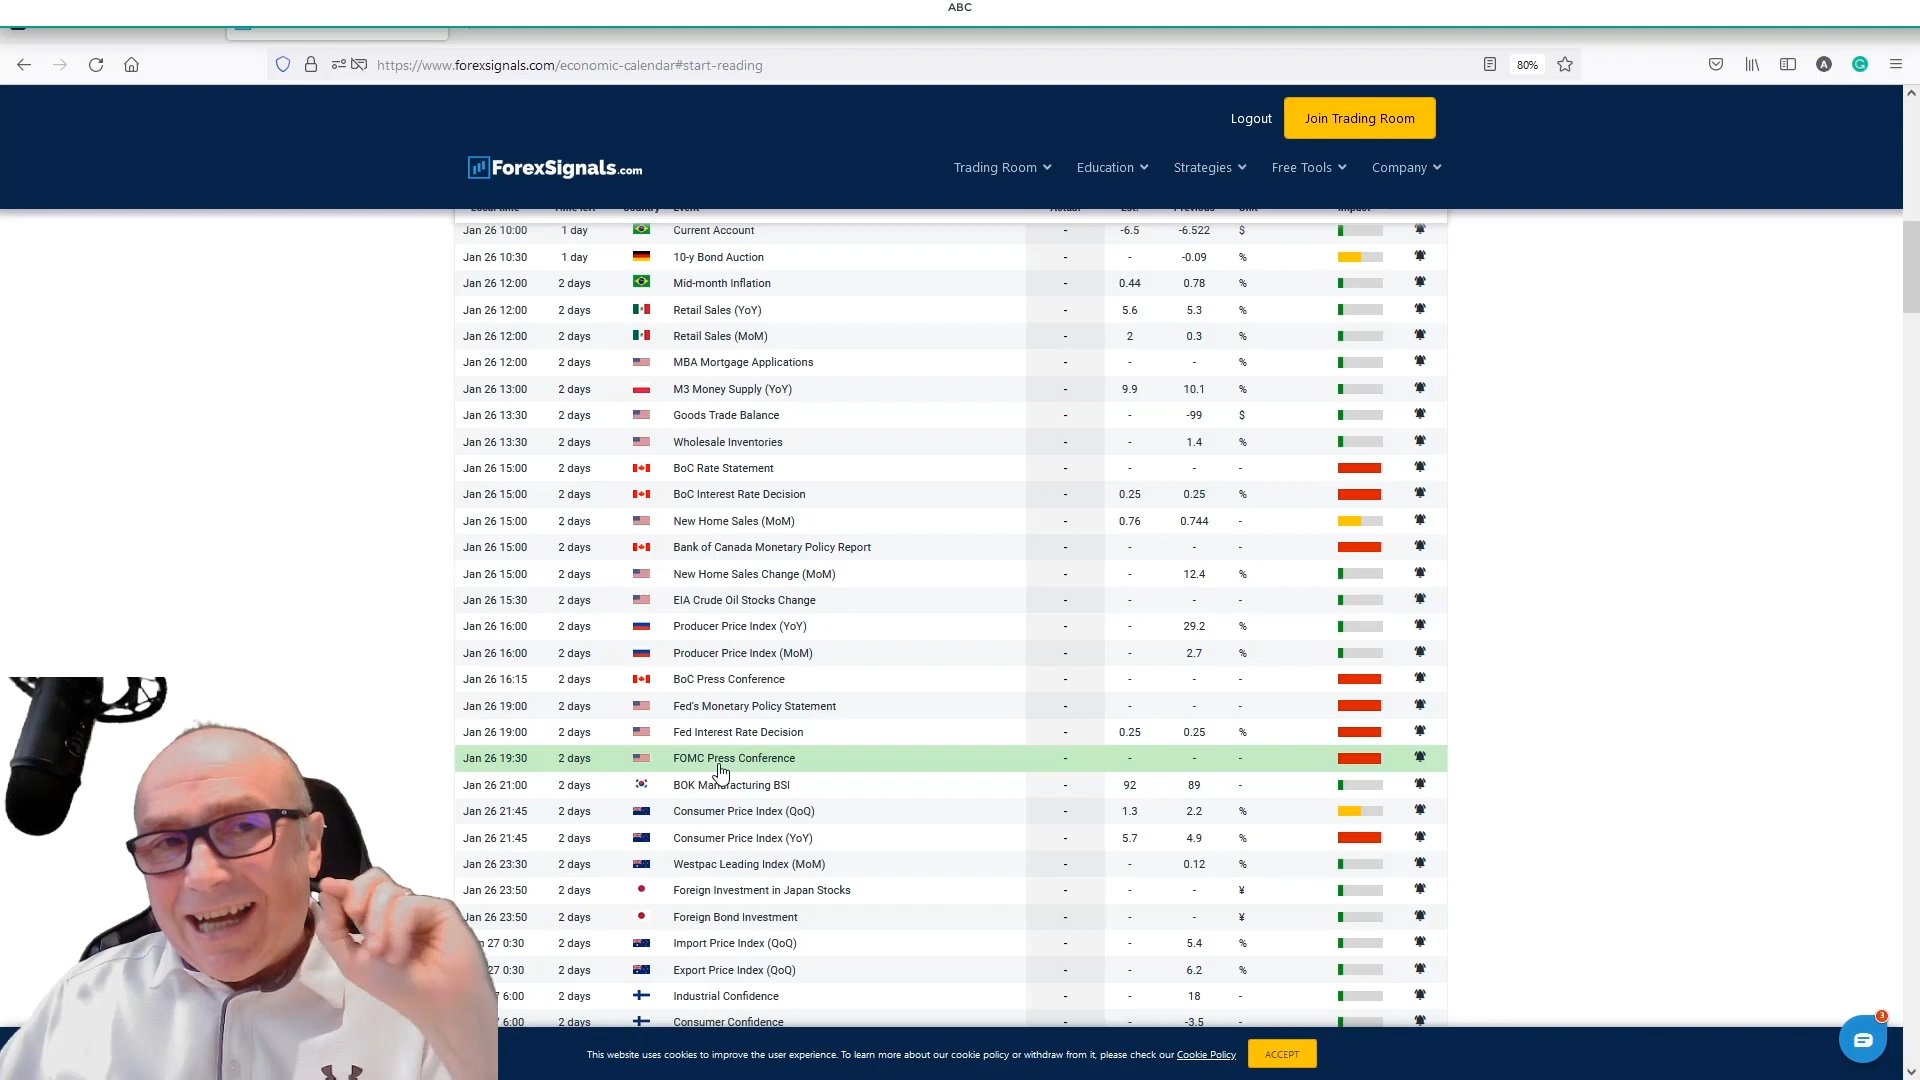 ABC
https://www.forexsignals.com/economic-calendar#start-reading 80% A G
Logout Join Trading Room
ForexSignals.com Trading Room Education Strategies Free Tools Company
Jan 26 10:00 1 day Current Account - -6.5 -6.522 $
Jan 26 10:30 1 day 10-y Bond Auction - - -0.09 %
Jan 26 12:00 2 days Mid-month Inflation - 0.44 0.78 %
Jan 26 12:00 2 days Retail Sales (YoY) - 5.6 5.3 %
Jan 26 12:00 2 days Retail Sales (MoM) - 2 0.3 %
Jan 26 12:00 2 days MBA Mortgage Applications - - - %
Jan 26 13:00 2 days M3 Money Supply (YoY) - 9.9 10.1 %
Jan 26 13:30 2 days Goods Trade Balance - - -99 $
Jan 26 13:30 2 days Wholesale Inventories - - 1.4 %
Jan 26 15:00 2 days BoC Rate Statement - - - -
Jan 26 15:00 2 days BoC Interest Rate Decision - 0.25 0.25 %
Jan 26 15:00 2 days New Home Sales (MoM) - 0.76 0.744 -
Jan 26 15:00 2 days Bank of Canada Monetary Policy Report - - - -
Jan 26 15:00 2 days New Home Sales Change (MoM) - - 12.4 %
Jan 26 15:30 2 days EIA Crude Oil Stocks Change - - - -
Jan 26 16:00 2 days Producer Price Index (YoY) - - 29.2 %
Jan 26 16:00 2 days Producer Price Index (MoM) - - 2.7 %
Jan 26 16:15 2 days BoC Press Conference - - - -
Jan 26 19:00 2 days Fed's Monetary Policy Statement - - - -
Jan 26 19:00 2 days Fed Interest Rate Decision - 0.25 0.25 %
Jan 26 19:30 2 days FOMC Press Conference - - - -
Jan 26 21:00 2 days BOK Manufacturing BSI - 92 89 -
Jan 26 21:45 2 days Consumer Price Index (QoQ) - 1.3 2.2 %
Jan 26 21:45 2 days Consumer Price Index (YoY) - 5.7 4.9 %
Jan 26 23:30 2 days Westpac Leading Index (MoM) - - 0.12 %
Jan 26 23:50 2 days Foreign Investment in Japan Stocks - - - ¥
Jan 26 23:50 2 days Foreign Bond Investment - - - ¥
27 0:30 2 days Import Price Index (QoQ) - - 5.4 %
27 0:30 2 days Export Price Index (QoQ) - - 6.2 %
6:00 2 days Industrial Confidence - - 18 -
6:00 2 days Consumer Confidence - - -3.5 -
This website uses cookies to improve the user experience. To learn more about our cookie policy or withdraw from it, please check our Cookie Policy ACCEPT
3